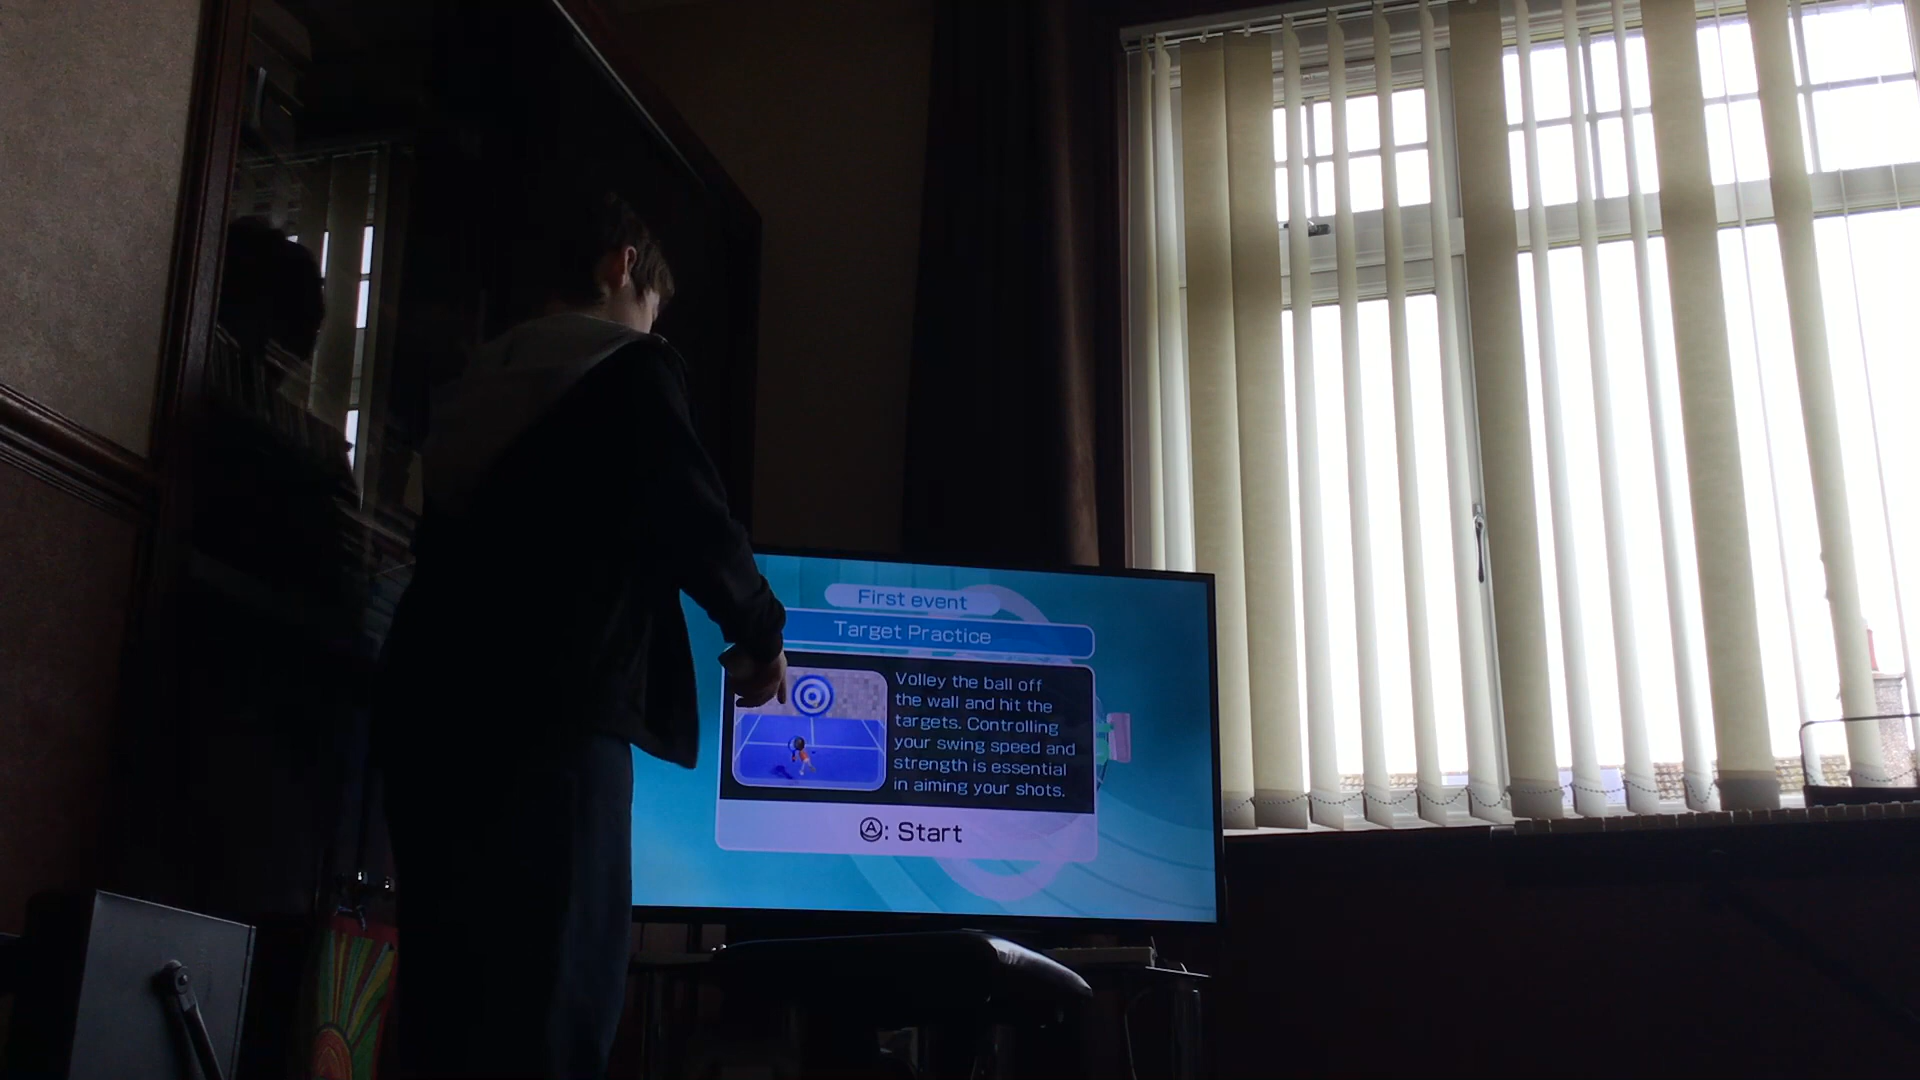 First event
Target Practice
Volley the ball off
the wall and hit the
targets. Controlling
your swing speed and
strength is essential
in aiming your shots.
Ⓐ: Start